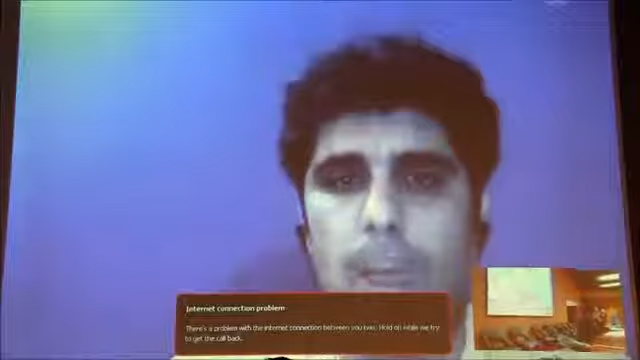 Internet connection problem
There's a problem with the internet connection between you two. Hold on while we try
to get the call back.